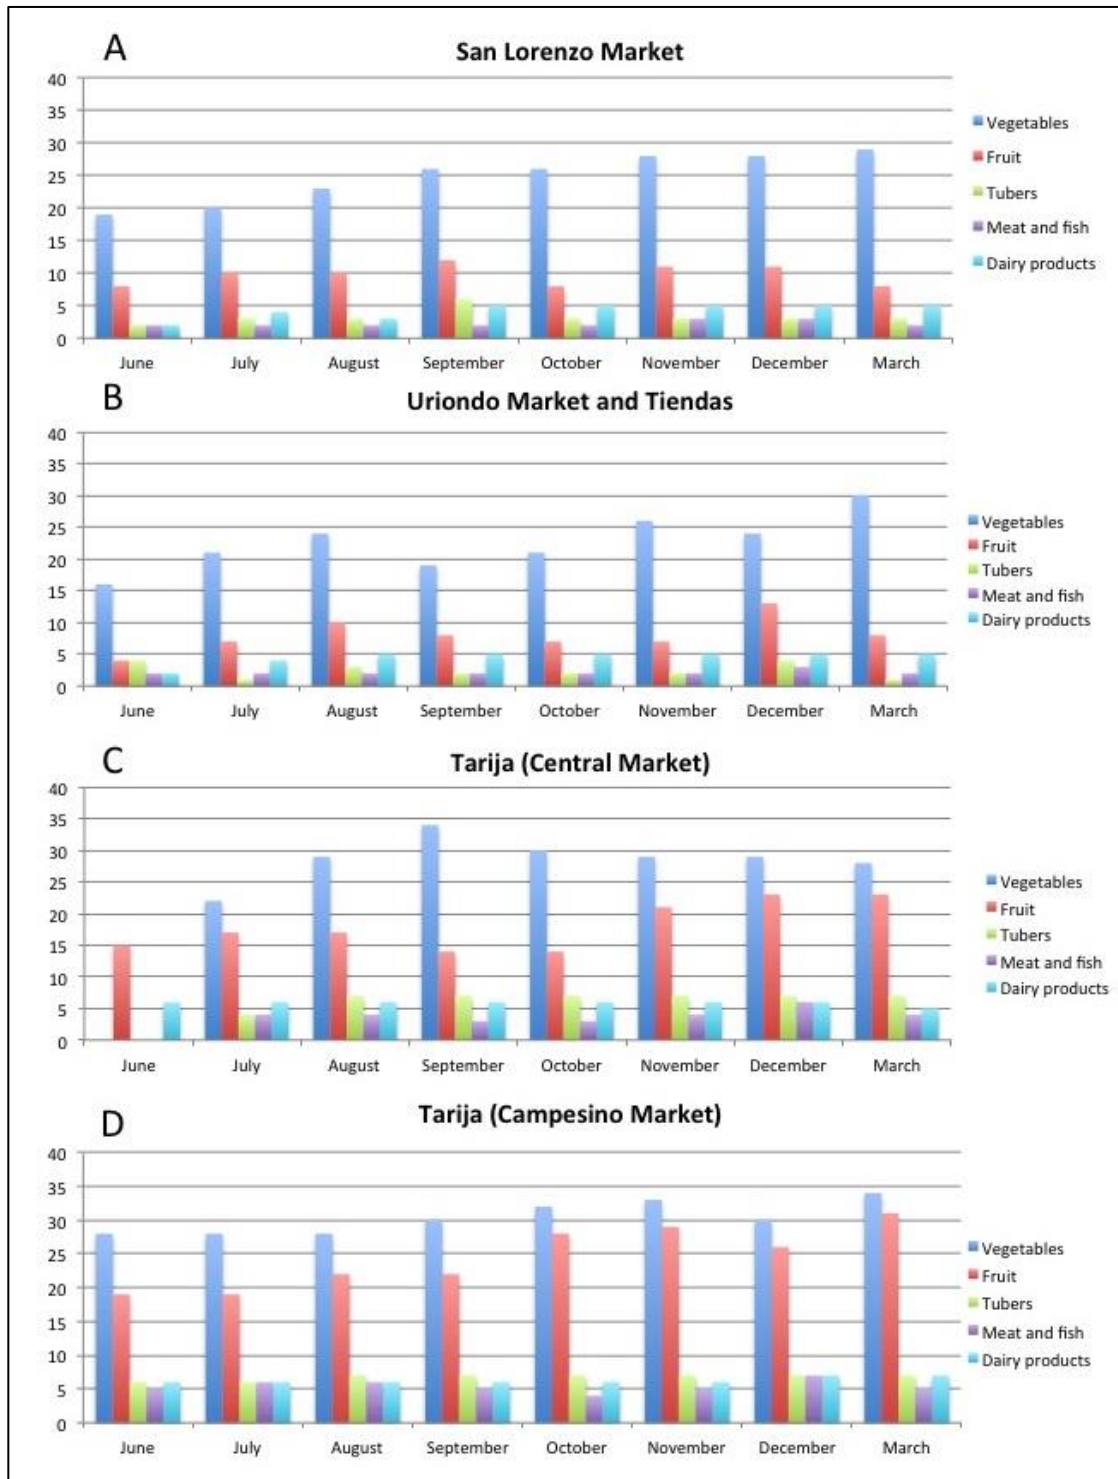 A
San Lorenzo Market
40
35
30
25
20
15
10
5
0
June July August September October November December March
Vegetables
Fruit
Tubers
Meat and fish
Dairy products
B
Uriondo Market and Tiendas
40
35
30
25
20
15
10
5
0
June July August September October November December March
Vegetables
Fruit
Tubers
Meat and fish
Dairy products
C
Tarija (Central Market)
40
35
30
25
20
15
10
5
0
June July August September October November December March
Vegetables
Fruit
Tubers
Meat and fish
Dairy products
D
Tarija (Campesino Market)
40
35
30
25
20
15
10
5
0
June July August September October November December March
Vegetables
Fruit
Tubers
Meat and fish
Dairy products